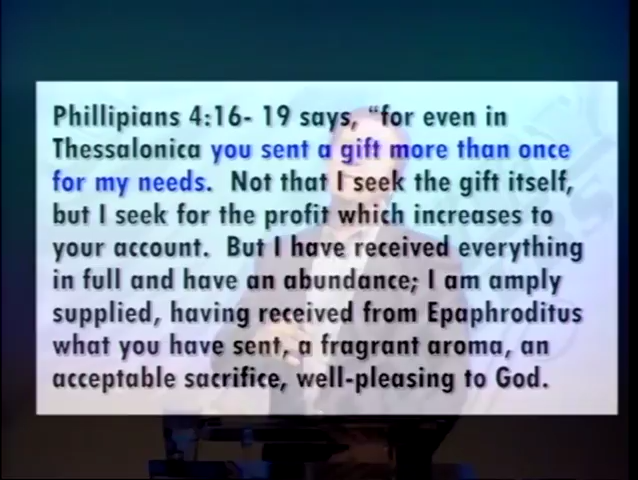 Phillipians 4:16- 19 says, “for even in
Thessalonica you sent a gift more than once
for my needs. Not that I seek the gift itself,
but I seek for the profit which increases to
your account. But I have received everything
in full and have an abundance; I am amply
supplied, having received from Epaphroditus
what you have sent, a fragrant aroma, an
acceptable sacrifice, well-pleasing to God.